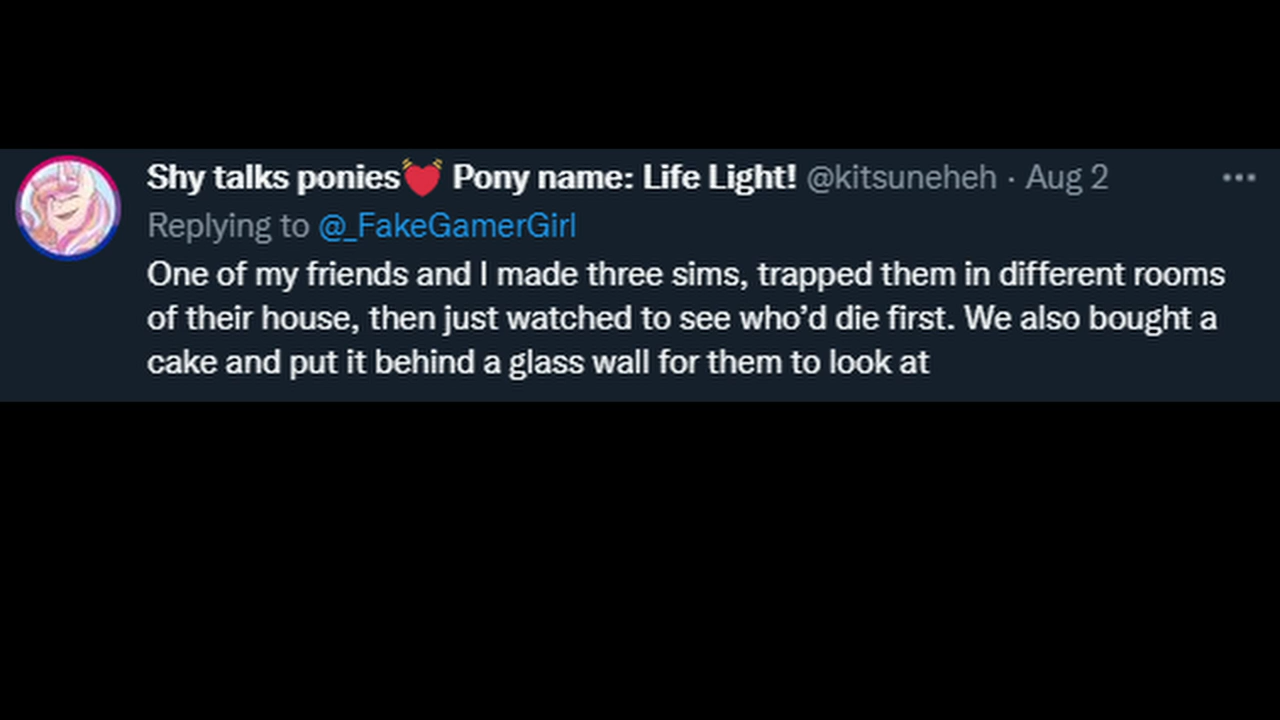 Shy talks ponies💓 Pony name: Life Light! @kitsuneheh · Aug 2
Replying to @_FakeGamerGirl
One of my friends and I made three sims, trapped them in different rooms
of their house, then just watched to see who’d die first. We also bought a
cake and put it behind a glass wall for them to look at